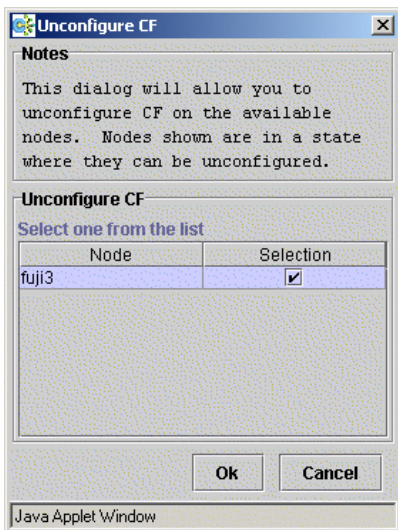 Unconfigure CF
Notes
This dialog will allow you to
unconfigure CF on the available
nodes.  Nodes shown are in a state
where they can be unconfigured.
Unconfigure CF
Select one from the list
Node Selection
fuji3
Ok Cancel
Java Applet Window